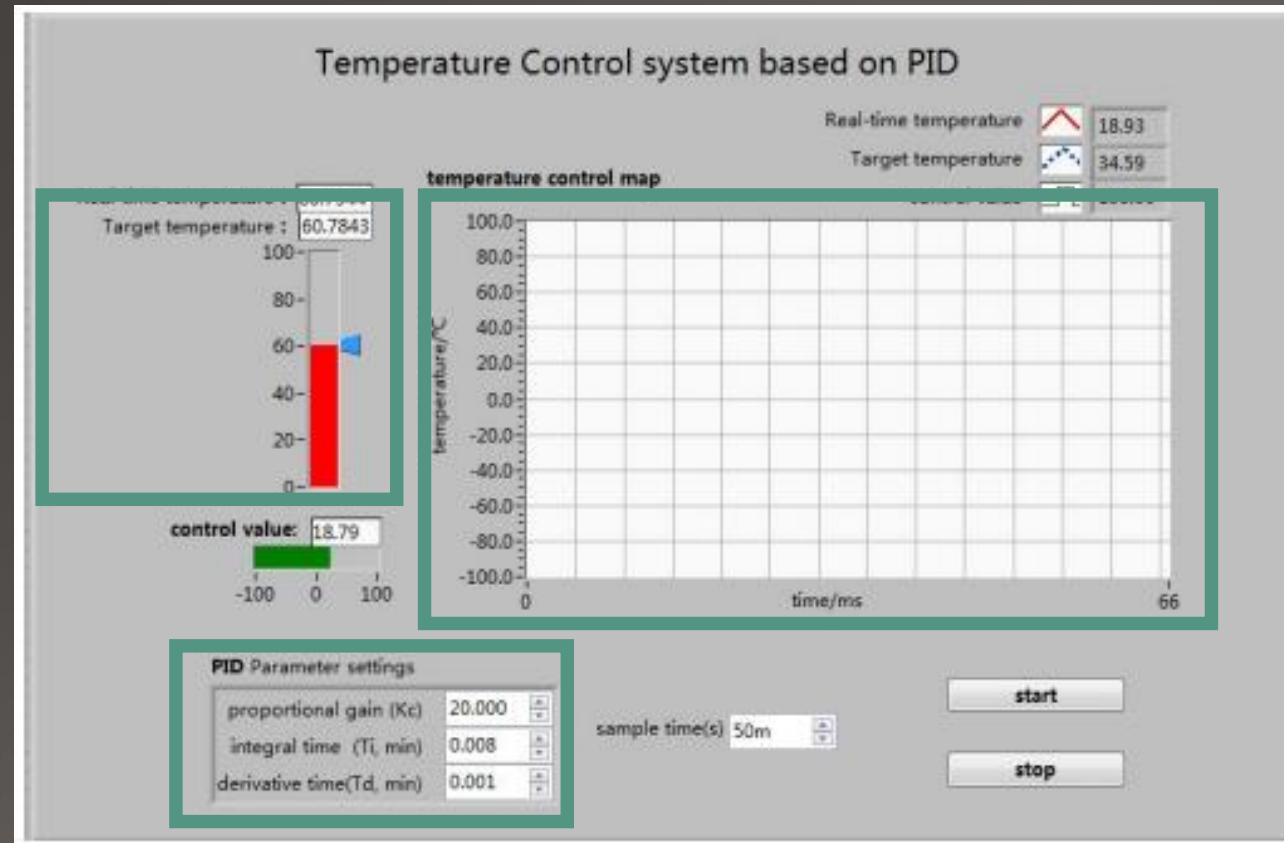 Temperature Control system based on PID
Real-time temperature 18.93
Target temperature 34.59
temperature control map
time temperature :
Target temperature : 60.7843
100
80
60
40
20
0
control value: 18.79
-100 0 100
100.0
80.0
60.0
40.0
20.0
0.0
-20.0
-40.0
-60.0
-80.0
-100.0
temperature/℃
0 time/ms 66
PID Parameter settings
proportional gain (Kc) 20.000
integral time (Ti, min) 0.008
derivative time(Td, min) 0.001
sample time(s) 50m
start
stop